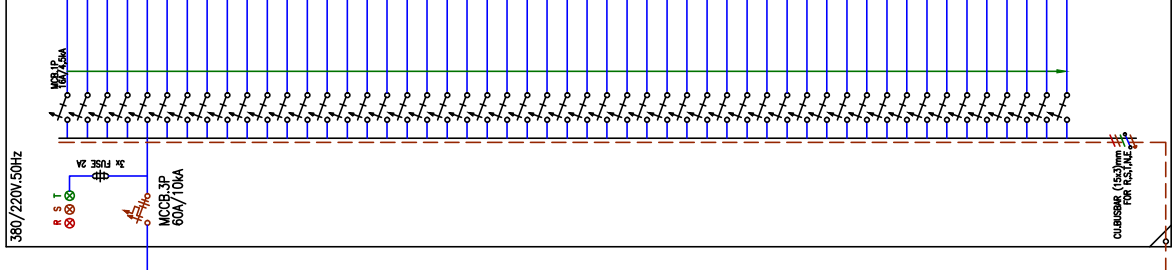 MCB.1P
16A/4.5kA
380/220V.50Hz
3x FUSE 2A
R S T
MCCB.3P
60A/10kA
CU.BUSBAR (15x3)mm
FOR R,S,T,N,E